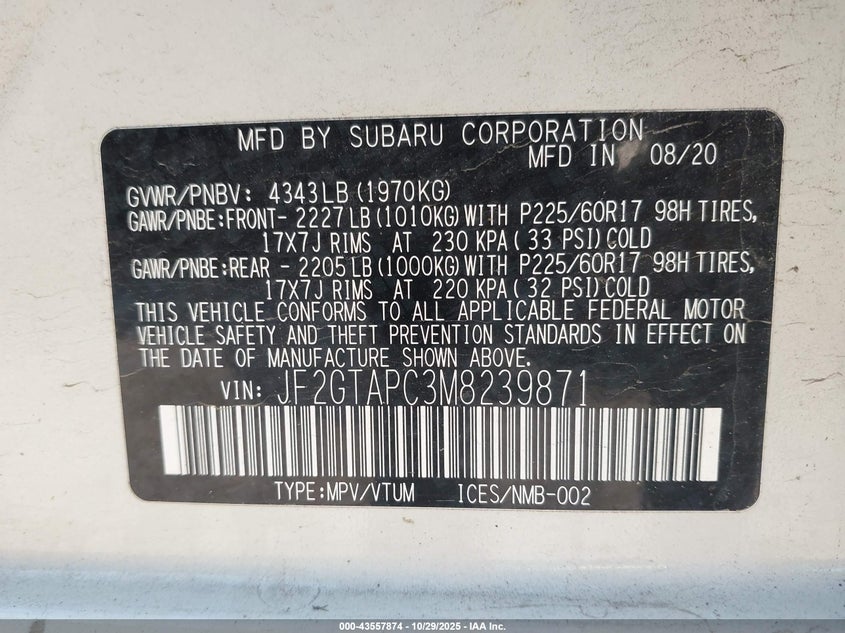 MFD BY SUBARU CORPORATION
MFD IN 08/20
GVWR/PNBV: 4343LB (1970KG)
GAWR/PNBE:FRONT- 2227LB (1010KG) WITH P225/60R17 98H TIRES,
17X7J RIMS AT 230 KPA ( 33 PSI) COLD
GAWR/PNBE:REAR - 2205LB (1000KG) WITH P225/60R17 98H TIRES,
17X7J RIMS AT 220 KPA ( 32 PSI) COLD
THIS VEHICLE CONFORMS TO ALL APPLICABLE FEDERAL MOTOR
VEHICLE SAFETY AND THEFT PREVENTION STANDARDS IN EFFECT ON
THE DATE OF MANUFACTURE SHOWN ABOVE.
VIN: JF2GTAPC3M8239871
TYPE:MPV/VTUM ICES/NMB-002
000-43557874 | 10/29/2025 - IAA Inc.